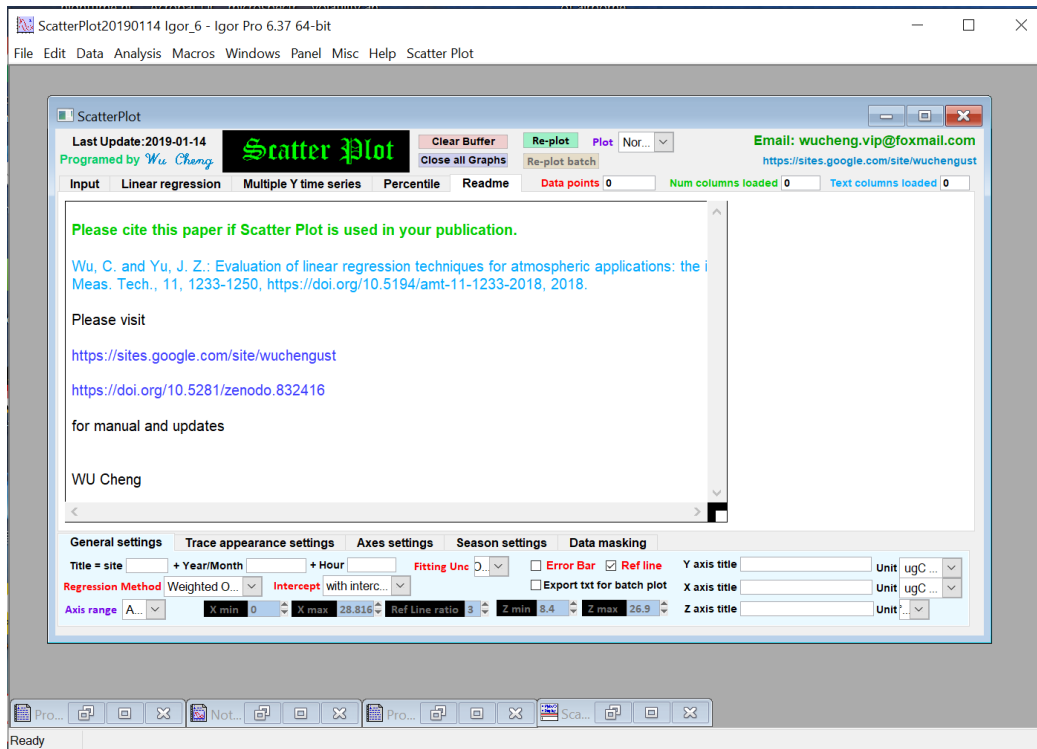 ScatterPlot20190114 Igor_6 - Igor Pro 6.37 64-bit
File Edit Data Analysis Macros Windows Panel Misc Help Scatter Plot
ScatterPlot
Last Update:2019-01-14
Programed by Wu Cheng
Scatter Plot
Clear Buffer
Close all Graphs
Re-plot
Plot Nor...
Re-plot batch
Email: wucheng.vip@foxmail.com
https://sites.google.com/site/wuchengust
Input Linear regression Multiple Y time series Percentile Readme
Data points 0 Num columns loaded 0 Text columns loaded 0
Please cite this paper if Scatter Plot is used in your publication.
Wu, C. and Yu, J. Z.: Evaluation of linear regression techniques for atmospheric applications: the i
Meas. Tech., 11, 1233-1250, https://doi.org/10.5194/amt-11-1233-2018, 2018.
Please visit
https://sites.google.com/site/wuchengust
https://doi.org/10.5281/zenodo.832416
for manual and updates
WU Cheng
General settings Trace appearance settings Axes settings Season settings Data masking
Title = site + Year/Month + Hour Fitting Unc Error Bar Ref line Y axis title Unit ugC ...
Regression Method Weighted O... Intercept with interc... Export txt for batch plot X axis title Unit ugC ...
Axis range A... X min 0 X max 28.816 Ref Line ratio 3 Z min 8.4 Z max 26.9 Z axis title Unit
Pro... Not... Pro... Sca...
Ready